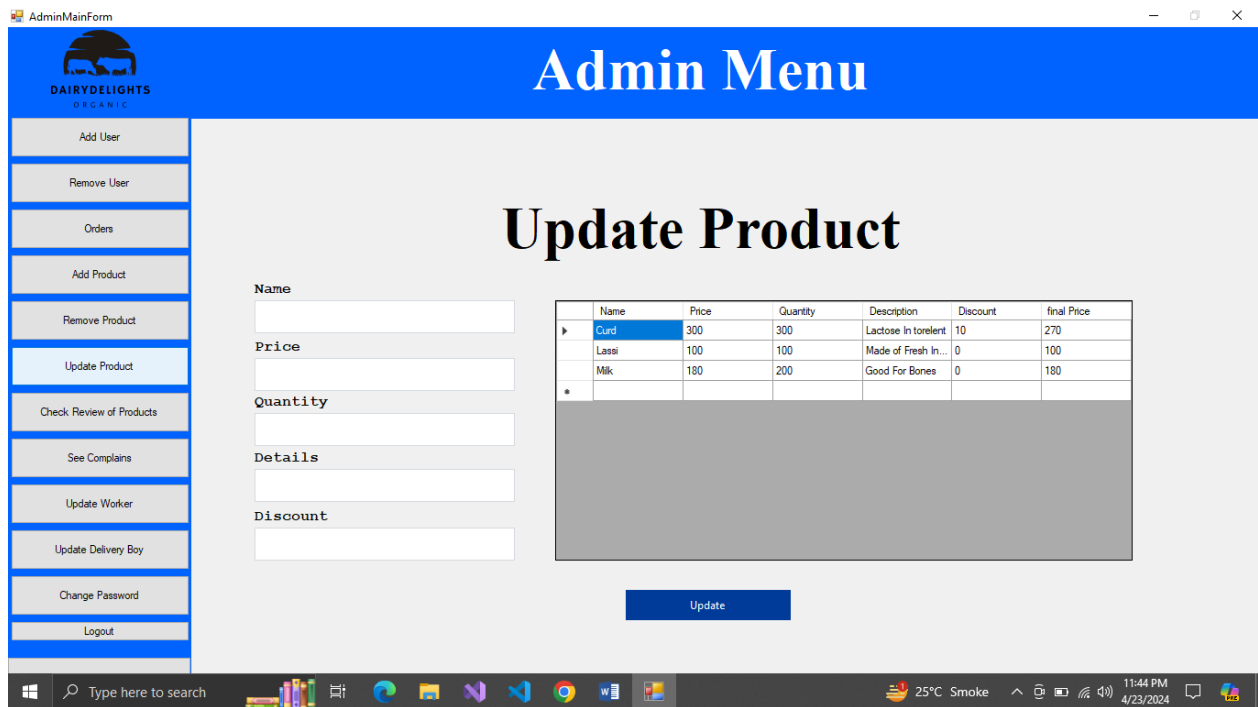 AdminMainForm
DAIRYDELIGHTS
ORGANIC
Admin Menu
Add User
Remove User
Orders
Add Product
Remove Product
Update Product
Check Review of Products
See Complains
Update Worker
Update Delivery Boy
Change Password
Logout
Update Product
Name
Price
Quantity
Details
Discount
Name Price Quantity Description Discount final Price
Curd 300 300 Lactose In torelent 10 270
Lassi 100 100 Made of Fresh In... 0 100
Milk 180 200 Good For Bones 0 180
Update
Type here to search
25°C Smoke
11:44 PM
4/23/2024